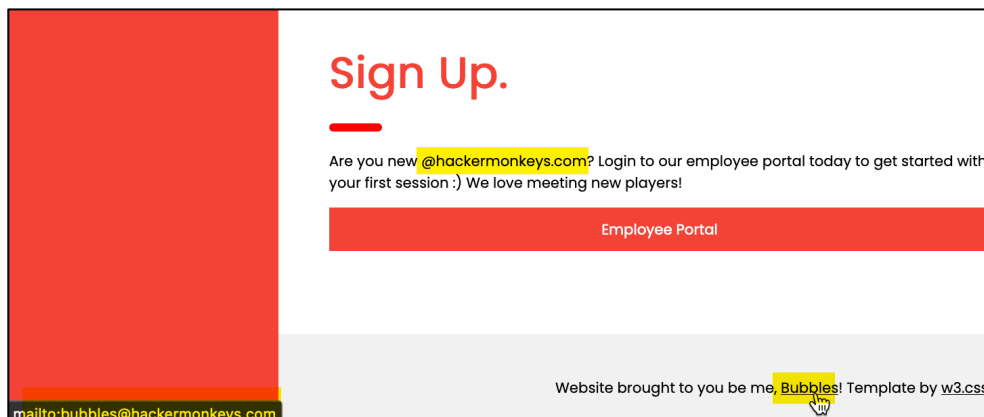 Sign Up.
Are you new @hackermonkeys.com? Login to our employee portal today to get started with
your first session :) We love meeting new players!
Employee Portal
Website brought to you be me, Bubbles! Template by w3.css
mailto:bubbles@hackermonkeys.com